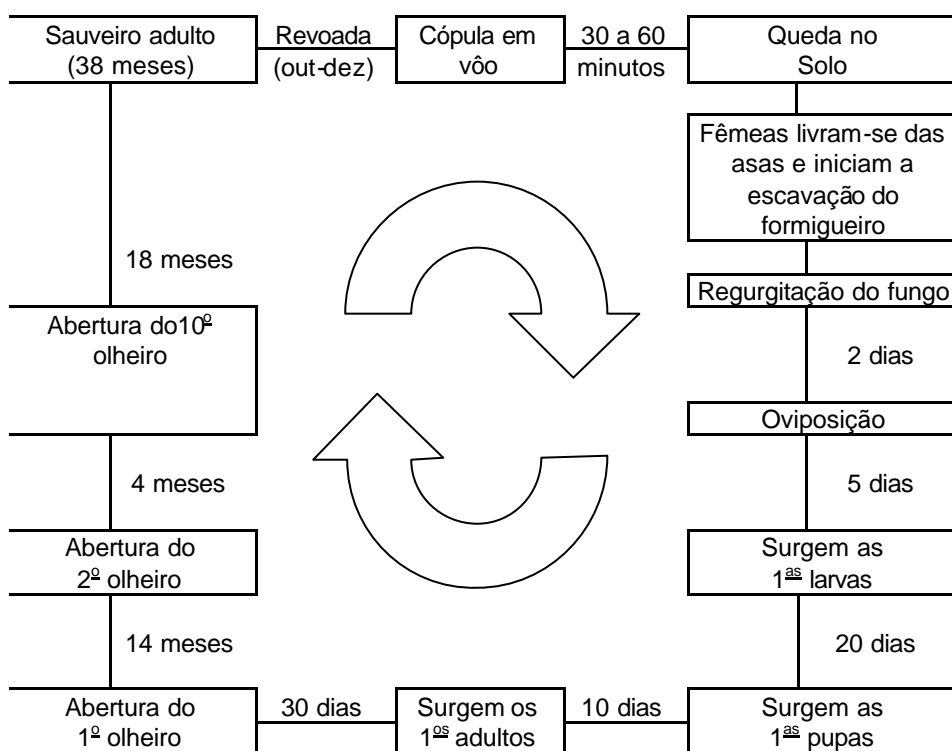 Sauveiro adulto
(38 meses)
Revoada
(out-dez)
Cópula em
vôo
30 a 60
minutos
Queda no
Solo
Fêmeas livram-se das
asas e iniciam a
escavação do
formigueiro
Regurgitação do fungo
2 dias
Oviposição
5 dias
Surgem as
1as larvas
20 dias
Surgem as
1as pupas
10 dias
Surgem os
1os adultos
30 dias
Abertura do
1º olheiro
14 meses
Abertura do
2º olheiro
4 meses
Abertura do10º
olheiro
18 meses